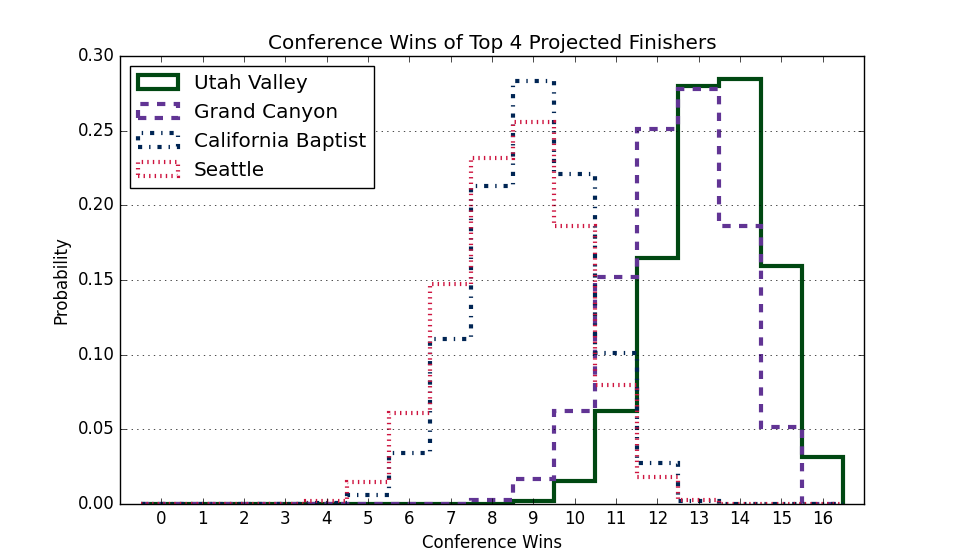 Conference Wins of Top 4 Projected Finishers
Utah Valley
Grand Canyon
California Baptist
Seattle
0.30
0.25
0.20
0.15
0.10
0.05
0.00
Probability
0 1 2 3 4 5 6 7 8 9 10 11 12 13 14 15 16
Conference Wins